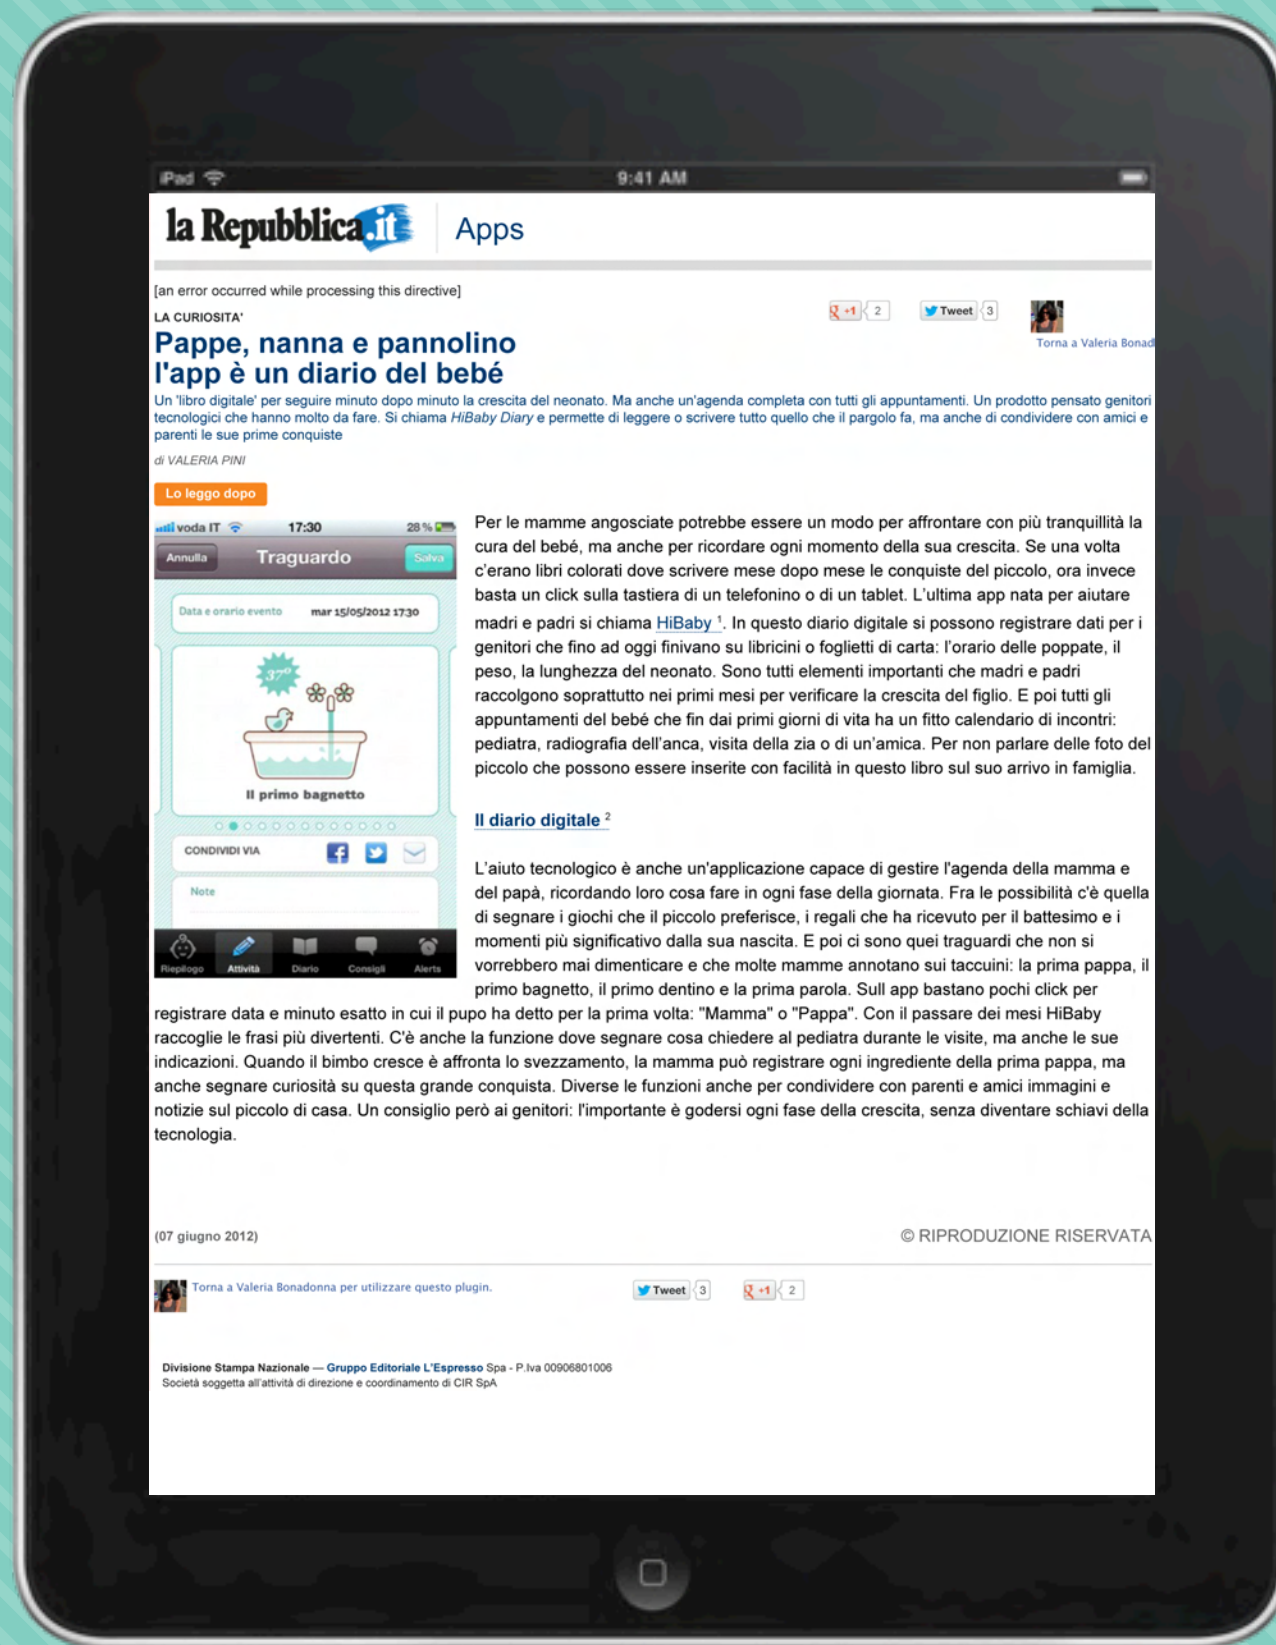 iPad
9:41 AM
la Repubblica.it
Apps
[an error occurred while processing this directive]
LA CURIOSITA'
+1 2
Tweet 3
Torna a Valeria Bonad
Pappe, nanna e pannolino
l'app è un diario del bebé
Un 'libro digitale' per seguire minuto dopo minuto la crescita del neonato. Ma anche un'agenda completa con tutti gli appuntamenti. Un prodotto pensato genitori
tecnologici che hanno molto da fare. Si chiama HiBaby Diary e permette di leggere o scrivere tutto quello che il pargolo fa, ma anche di condividere con amici e
parenti le sue prime conquiste
di VALERIA PINI
Lo leggo dopo
voda IT 17:30 28 %
Annulla Traguardo Salva
Data e orario evento mar 15/05/2012 17:30
37°
Il primo bagnetto
CONDIVIDI VIA
Note
Riepilogo Attività Diario Consigli Alerts
Per le mamme angosciate potrebbe essere un modo per affrontare con più tranquillità la
cura del bebé, ma anche per ricordare ogni momento della sua crescita. Se una volta
c'erano libri colorati dove scrivere mese dopo mese le conquiste del piccolo, ora invece
basta un click sulla tastiera di un telefonino o di un tablet. L'ultima app nata per aiutare
madri e padri si chiama HiBaby ¹. In questo diario digitale si possono registrare dati per i
genitori che fino ad oggi finivano su libricini o foglietti di carta: l'orario delle poppate, il
peso, la lunghezza del neonato. Sono tutti elementi importanti che madri e padri
raccolgono soprattutto nei primi mesi per verificare la crescita del figlio. E poi tutti gli
appuntamenti del bebé che fin dai primi giorni di vita ha un fitto calendario di incontri:
pediatra, radiografia dell'anca, visita della zia o di un'amica. Per non parlare delle foto del
piccolo che possono essere inserite con facilità in questo libro sul suo arrivo in famiglia.
Il diario digitale ²
L'aiuto tecnologico è anche un'applicazione capace di gestire l'agenda della mamma e
del papà, ricordando loro cosa fare in ogni fase della giornata. Fra le possibilità c'è quella
di segnare i giochi che il piccolo preferisce, i regali che ha ricevuto per il battesimo e i
momenti più significativo dalla sua nascita. E poi ci sono quei traguardi che non si
vorrebbero mai dimenticare e che molte mamme annotano sui taccuini: la prima pappa, il
primo bagnetto, il primo dentino e la prima parola. Sull app bastano pochi click per
registrare data e minuto esatto in cui il pupo ha detto per la prima volta: "Mamma" o "Pappa". Con il passare dei mesi HiBaby
raccoglie le frasi più divertenti. C'è anche la funzione dove segnare cosa chiedere al pediatra durante le visite, ma anche le sue
indicazioni. Quando il bimbo cresce è affronta lo svezzamento, la mamma può registrare ogni ingrediente della prima pappa, ma
anche segnare curiosità su questa grande conquista. Diverse le funzioni anche per condividere con parenti e amici immagini e
notizie sul piccolo di casa. Un consiglio però ai genitori: l'importante è godersi ogni fase della crescita, senza diventare schiavi della
tecnologia.
(07 giugno 2012)
© RIPRODUZIONE RISERVATA
Torna a Valeria Bonadonna per utilizzare questo plugin.
Tweet 3
+1 2
Divisione Stampa Nazionale — Gruppo Editoriale L'Espresso Spa - P.Iva 00906801006
Società soggetta all'attività di direzione e coordinamento di CIR SpA